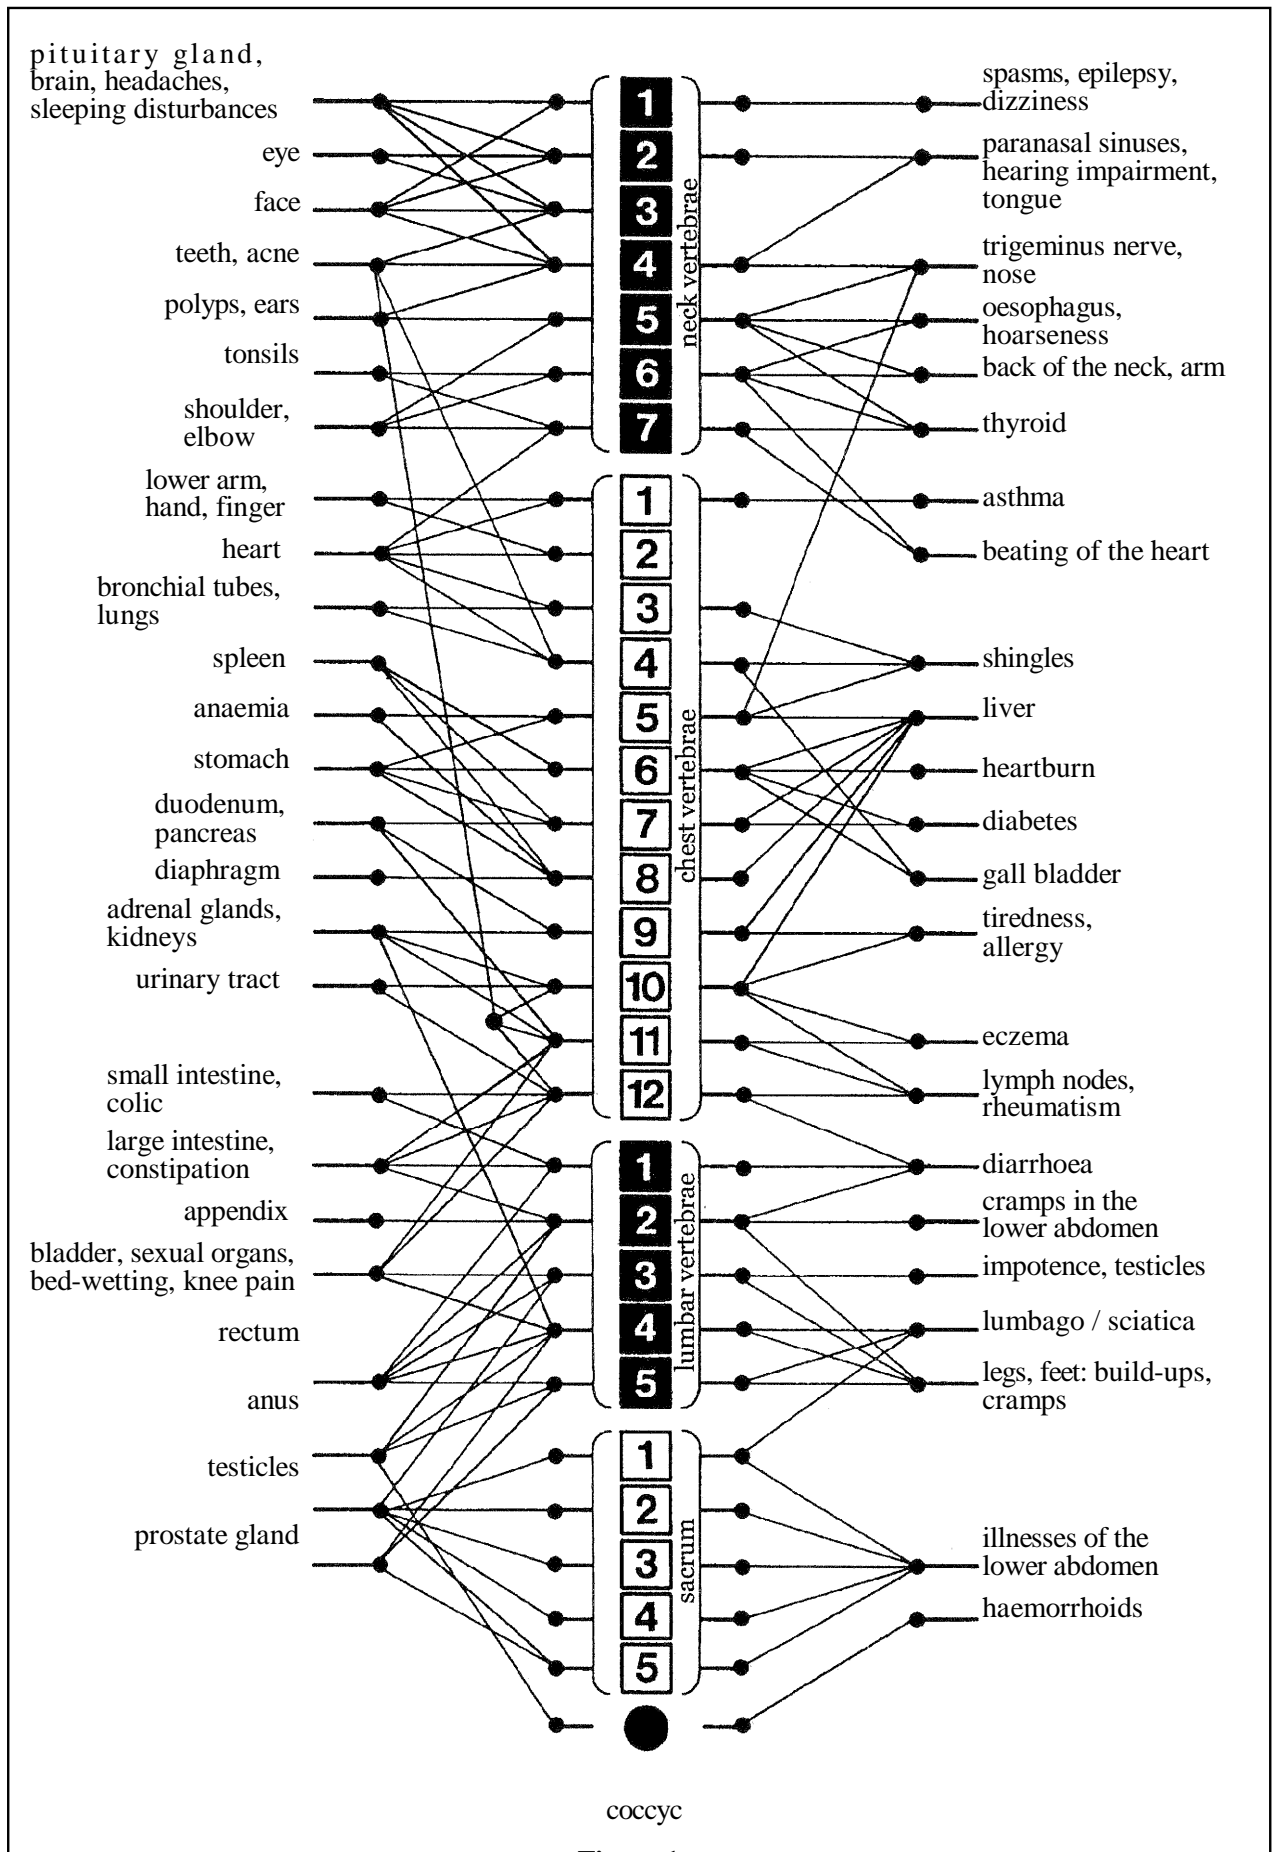 pituitary gland,
brain, headaches,
sleeping disturbances
eye
face
teeth, acne
polyps, ears
tonsils
shoulder,
elbow
lower arm,
hand, finger
heart
bronchial tubes,
lungs
spleen
anaemia
stomach
duodenum,
pancreas
diaphragm
adrenal glands,
kidneys
urinary tract
small intestine,
colic
large intestine,
constipation
appendix
bladder, sexual organs,
bed-wetting, knee pain
rectum
anus
testicles
prostate gland
1
2
3
4
5
6
7
neck vertebrae
1
2
3
4
5
6
7
8
9
10
11
12
chest vertebrae
1
2
3
4
5
lumbar vertebrae
1
2
3
4
5
sacrum
coccyc
spasms, epilepsy,
dizziness
paranasal sinuses,
hearing impairment,
tongue
trigeminus nerve,
nose
oesophagus,
hoarseness
back of the neck, arm
thyroid
asthma
beating of the heart
shingles
liver
heartburn
diabetes
gall bladder
tiredness,
allergy
eczema
lymph nodes,
rheumatism
diarrhoea
cramps in the
lower abdomen
impotence, testicles
lumbago / sciatica
legs, feet: build-ups,
cramps
illnesses of the
lower abdomen
haemorrhoids